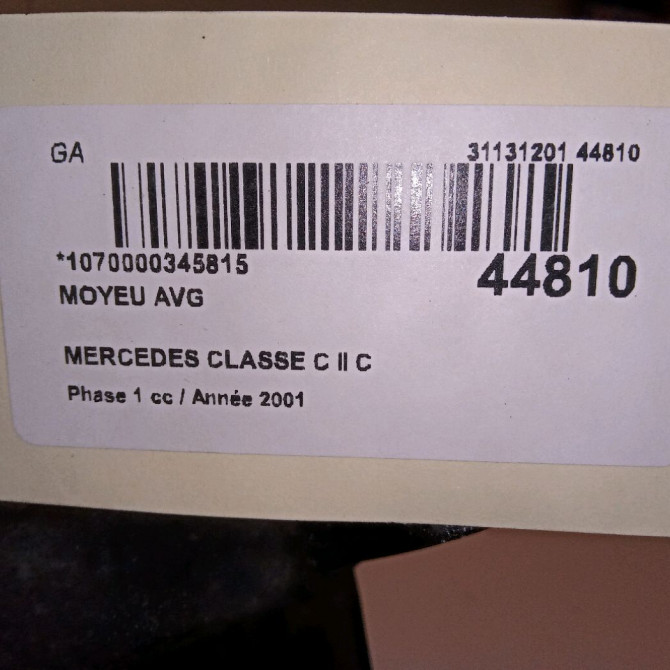 GA 31131201 44810
*1070000345815 44810
MOYEU AVG
MERCEDES CLASSE C II C
Phase 1 cc / Année 2001